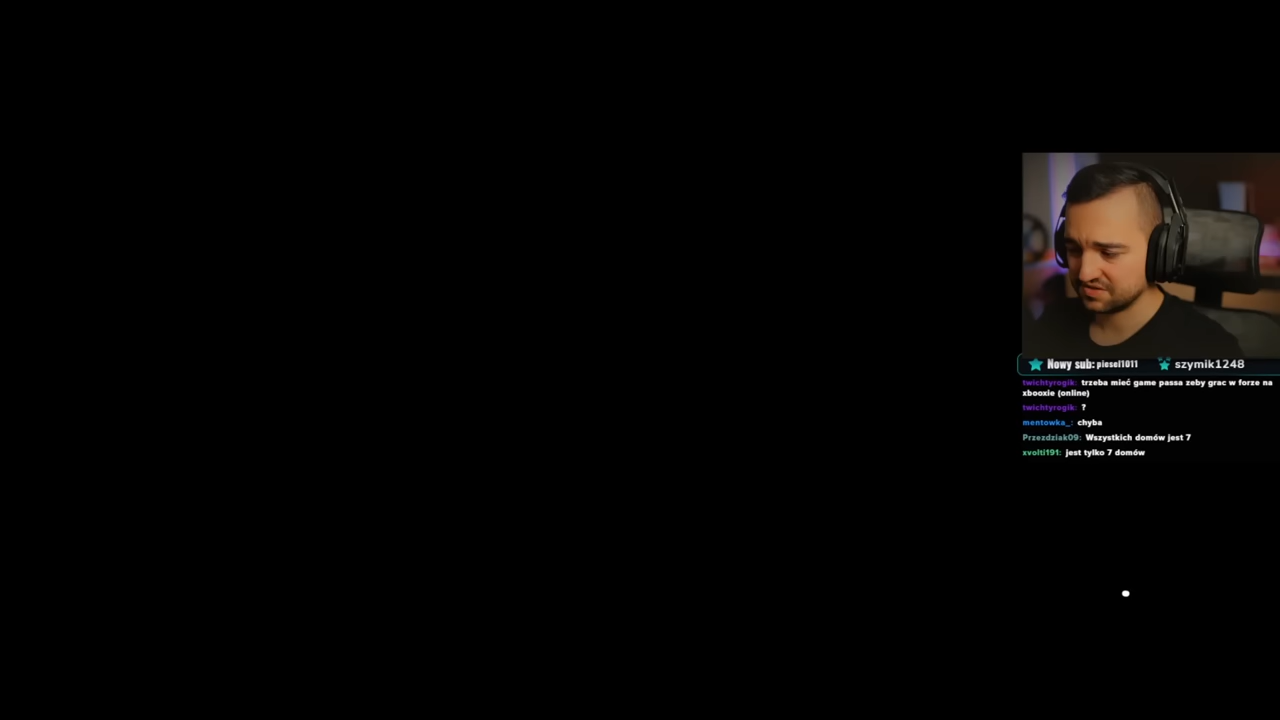 Nowy sub: piesel1011 szymik1248
twichtyrogik: trzeba mieć game passa zeby grac w forze na
xbooxie (online)
twichtyrogik: ?
mentowka_: chyba
Przezdziak09: Wszystkich domów jest 7
xvolti191: jest tylko 7 domów